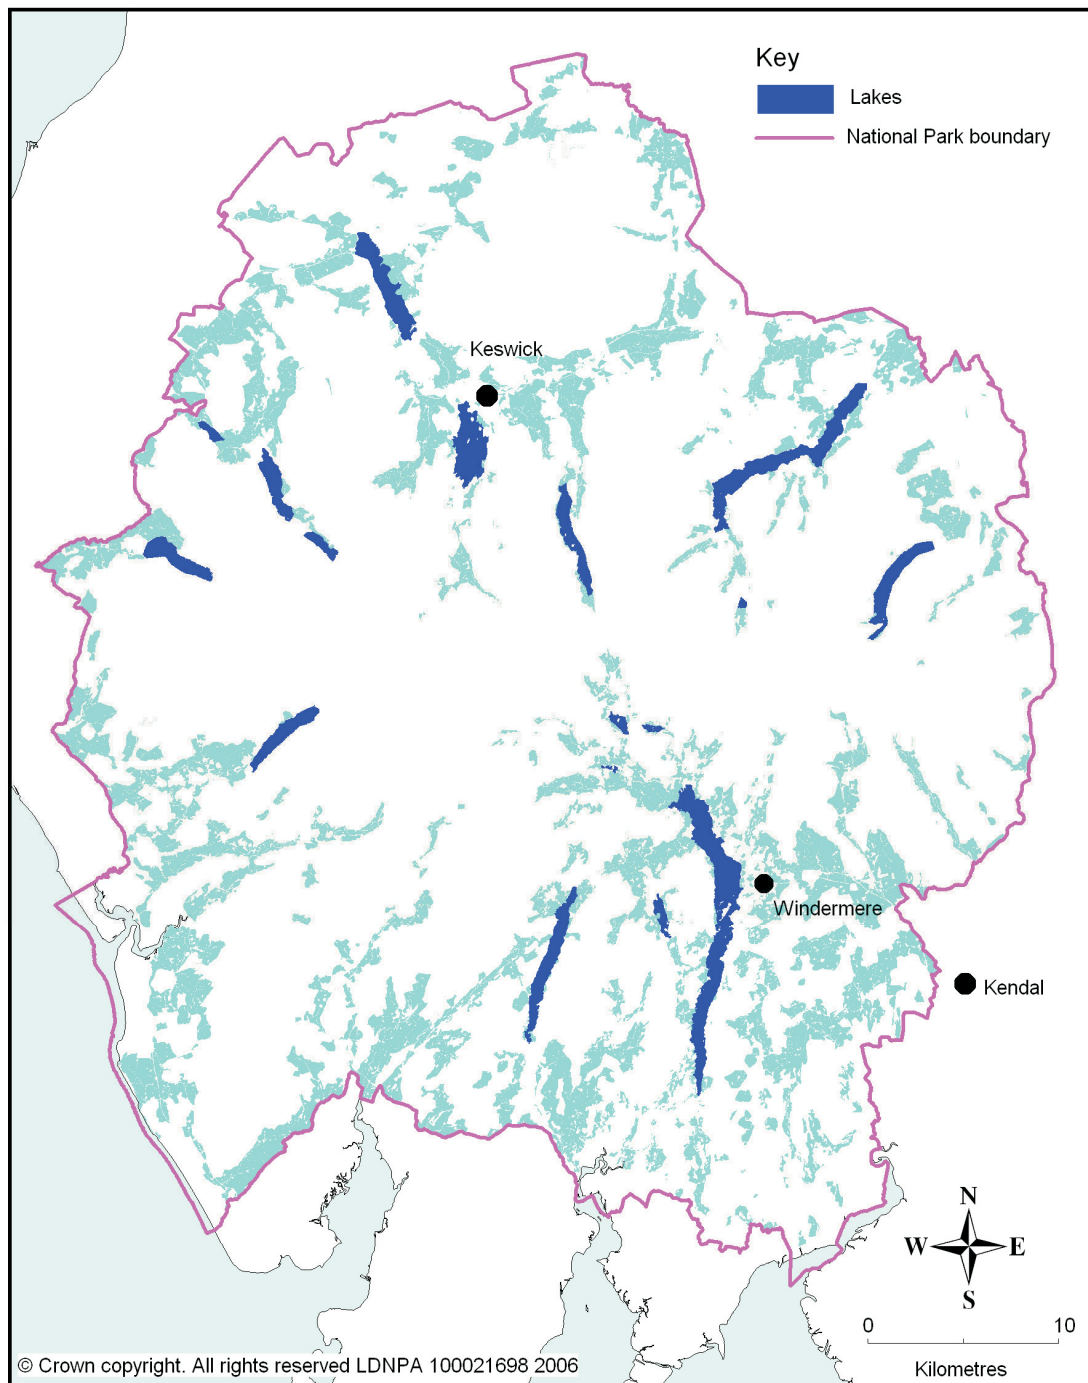 Key
Lakes
National Park boundary
Keswick
Windermere
Kendal
N
W E
S
0 10
Kilometres
© Crown copyright. All rights reserved LDNPA 100021698 2006